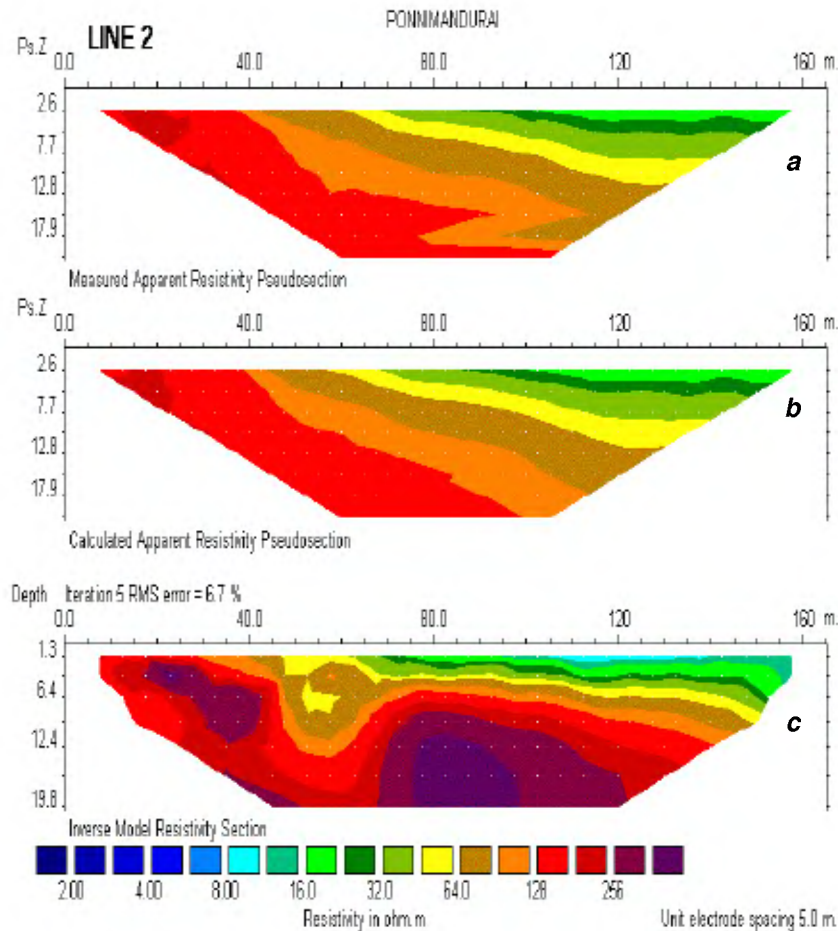 PONNIMANDURAI
LINE 2
Ps.Z 0.0 40.0 80.0 120 160 m.
2.6
7.7
12.8
17.9
a
Measured Apparent Resistivity Pseudosection
Ps.Z 0.0 40.0 80.0 120 160 m.
2.6
7.7
12.8
17.9
b
Calculated Apparent Resistivity Pseudosection
Depth Iteration 5 RMS error = 6.7 %
0.0 40.0 80.0 120 160 m.
1.3
6.4
12.4
19.8
c
Inverse Model Resistivity Section
2.00 4.00 8.00 16.0 32.0 64.0 128 256
Resistivity in ohm.m Unit electrode spacing 5.0 m.